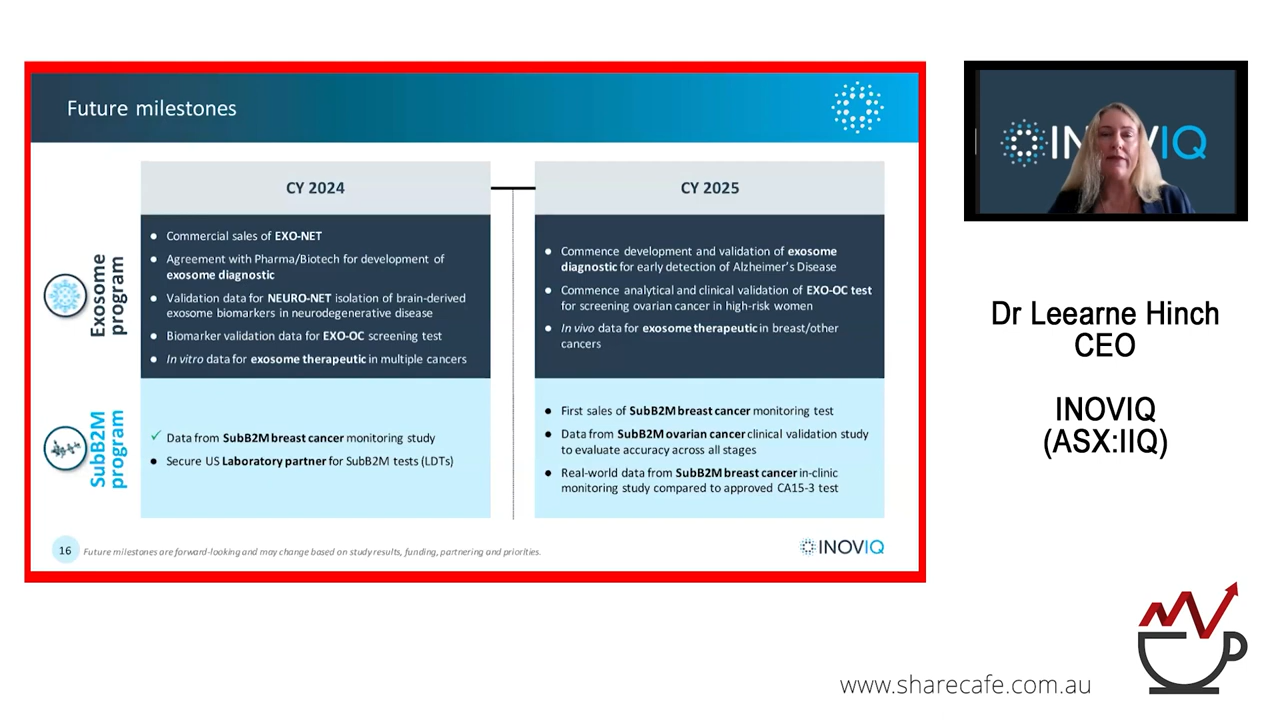 Future milestones
CY 2024
CY 2025
Exosome
program
● Commercial sales of EXO-NET
● Agreement with Pharma/Biotech for development of
exosome diagnostic
● Validation data for NEURO-NET isolation of brain-derived
exosome biomarkers in neurodegenerative disease
● Biomarker validation data for EXO-OC screening test
● In vitro data for exosome therapeutic in multiple cancers
● Commence development and validation of exosome
diagnostic for early detection of Alzheimer's Disease
● Commence analytical and clinical validation of EXO-OC test
for screening ovarian cancer in high-risk women
● In vivo data for exosome therapeutic in breast/other
cancers
SubB2M
program
✓ Data from SubB2M breast cancer monitoring study
● Secure US Laboratory partner for SubB2M tests (LDTs)
● First sales of SubB2M breast cancer monitoring test
● Data from SubB2M ovarian cancer clinical validation study
to evaluate accuracy across all stages
● Real-world data from SubB2M breast cancer in-clinic
monitoring study compared to approved CA15-3 test
16
Future milestones are forward-looking and may change based on study results, funding, partnering and priorities.
INOVIQ
INOVIQ
Dr Leearne Hinch
CEO
INOVIQ
(ASX:IIQ)
www.sharecafe.com.au